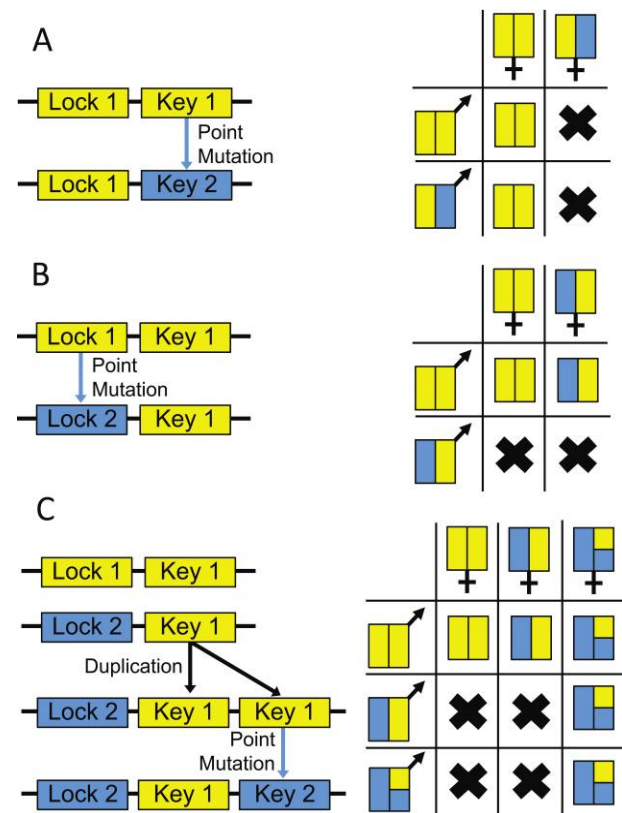 A
Lock 1 Key 1
Point
Mutation
Lock 1 Key 2
B
Lock 1 Key 1
Point
Mutation
Lock 2 Key 1
C
Lock 1 Key 1
Lock 2 Key 1
Duplication
Lock 2 Key 1 Key 1
Point
Mutation
Lock 2 Key 1 Key 2